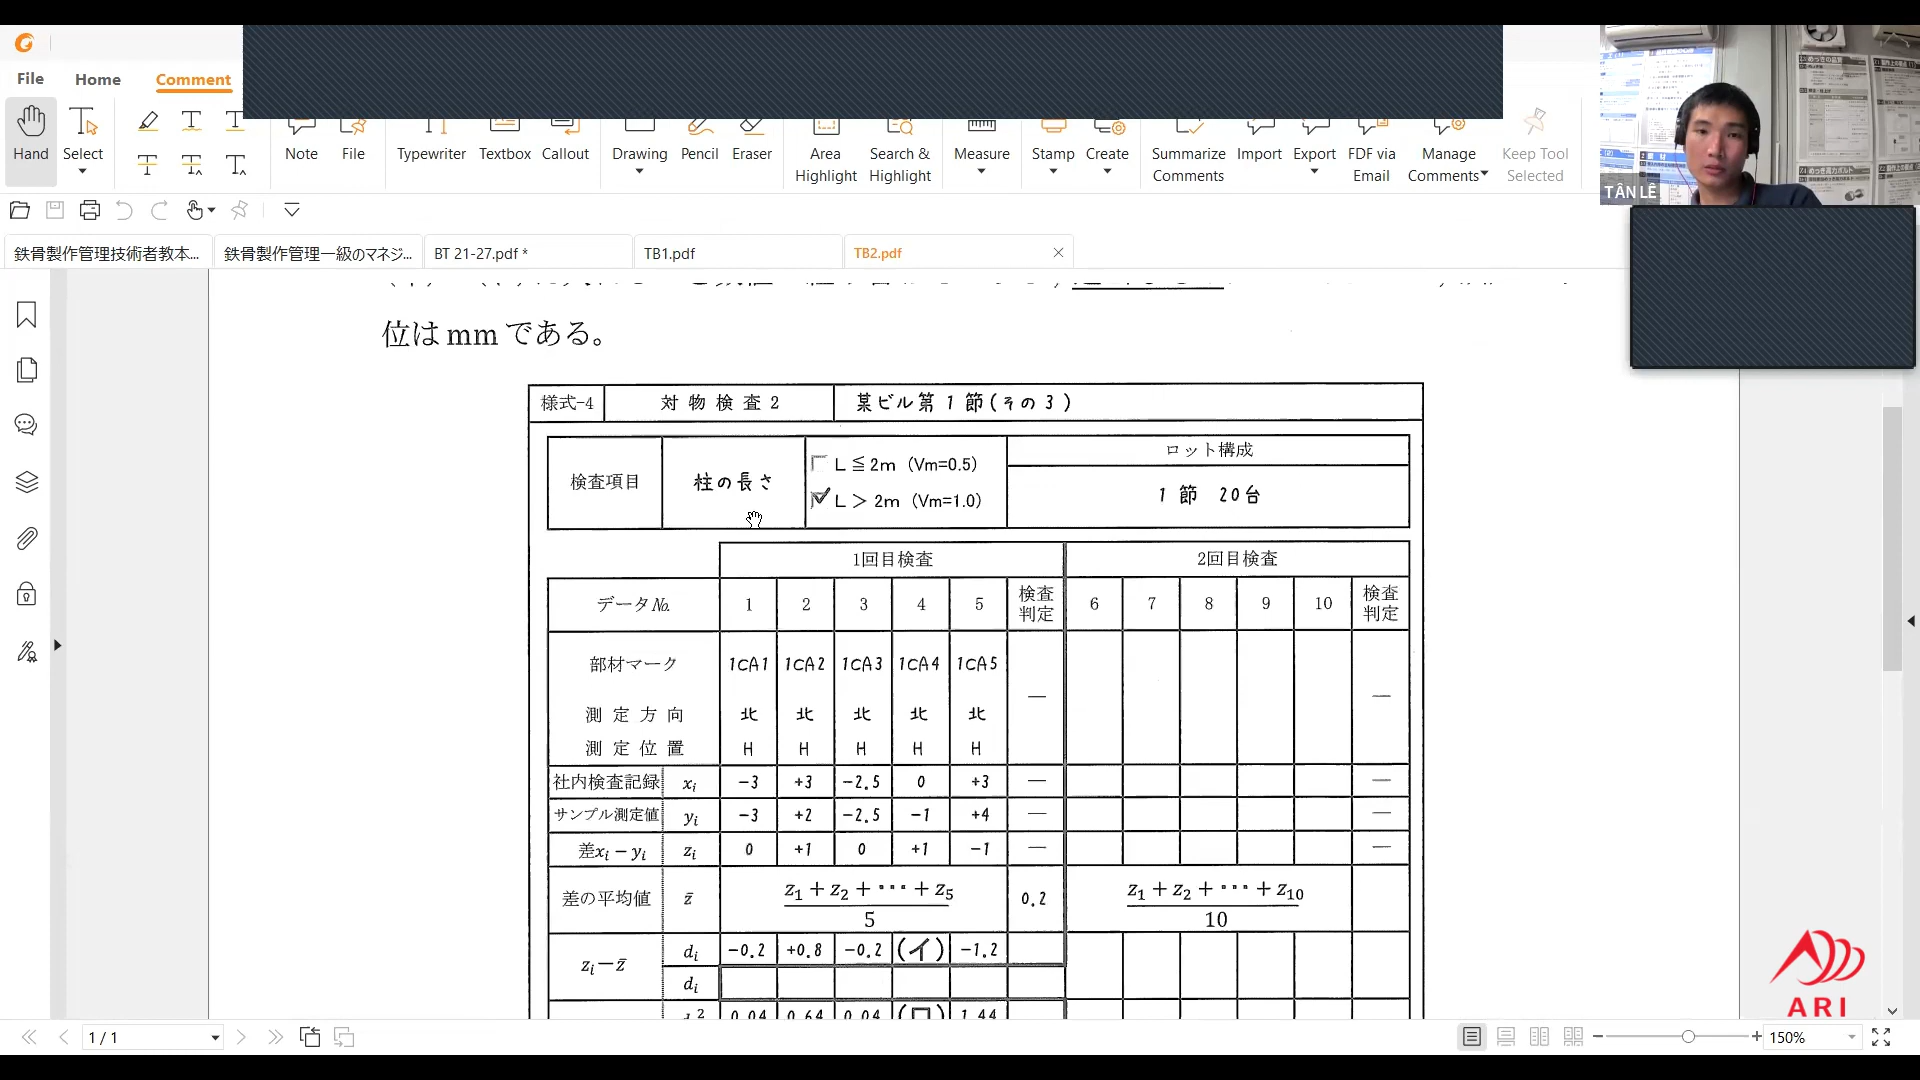 File
Home
Comment
Hand
Select
Note
File
Typewriter
Textbox
Callout
Drawing
Pencil
Eraser
Area
Highlight
Search &
Highlight
Measure
Stamp
Create
Summarize
Comments
Import
Export
FDF via
Email
Manage
Comments
Keep Tool
Selected
TÂN LÊ
鉄骨製作管理技術者教本...
鉄骨製作管理一級のマネジ...
BT 21-27.pdf *
TB1.pdf
TB2.pdf
位は mm である。
様式-4 対物検査2 某ビル第1節(その3)
検査項目 柱の長さ
L≦2m (Vm=0.5)
L＞2m (Vm=1.0)
ロット構成
1節 20台
1回目検査 2回目検査
データ№ 1 2 3 4 5 検査判定 6 7 8 9 10 検査判定
部材マーク 1CA1 1CA2 1CA3 1CA4 1CA5 — —
測定方向 北 北 北 北 北
測定位置 H H H H H
社内検査記録 xi -3 +3 -2.5 0 +3 — —
サンプル測定値 yi -3 +2 -2.5 -1 +4 — —
差xi−yi zi 0 +1 0 +1 -1 — —
差の平均値 z̄ z1+z2+⋯+z5 / 5 0.2 z1+z2+⋯+z10 / 10
zi−z̄ di -0.2 +0.8 -0.2 (イ) -1.2
di
di² 0.04 0.64 0.04 (ロ) 1.44
ARI
1 / 1
150%